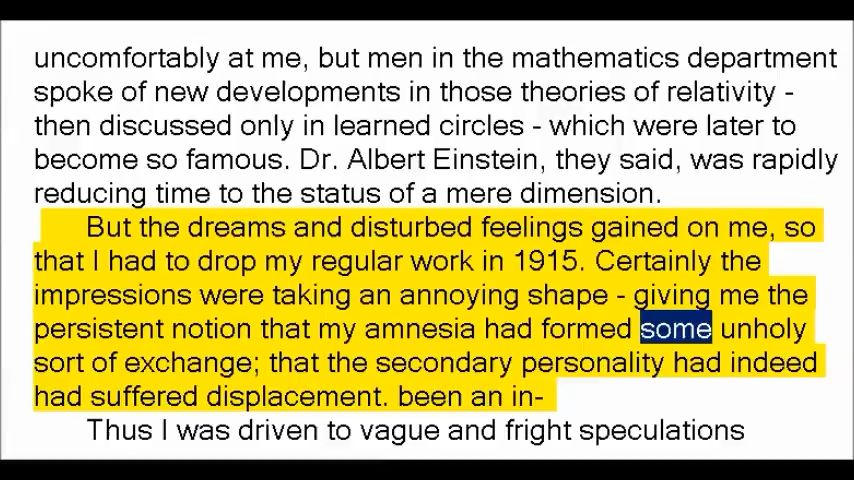 uncomfortably at me, but men in the mathematics department
spoke of new developments in those theories of relativity -
then discussed only in learned circles - which were later to
become so famous. Dr. Albert Einstein, they said, was rapidly
reducing time to the status of a mere dimension.
But the dreams and disturbed feelings gained on me, so
that I had to drop my regular work in 1915. Certainly the
impressions were taking an annoying shape - giving me the
persistent notion that my amnesia had formed some unholy
sort of exchange; that the secondary personality had indeed
had suffered displacement. been an in-
Thus I was driven to vague and fright speculations